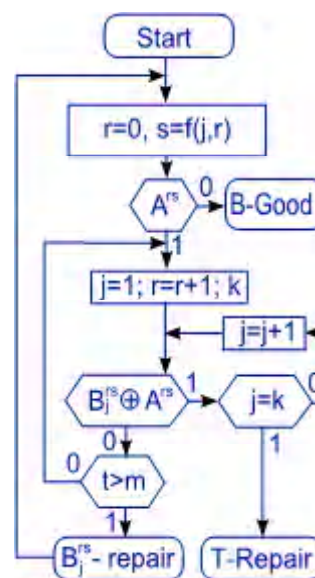 Start
r=0, s=f(j,r)
A^rs
0
B-Good
1
j=1; r=r+1; k
j=j+1
B_j^rs ⊕ A^rs
1
j=k
0
0
0
t>m
1
1
B_j^rs - repair
T-Repair